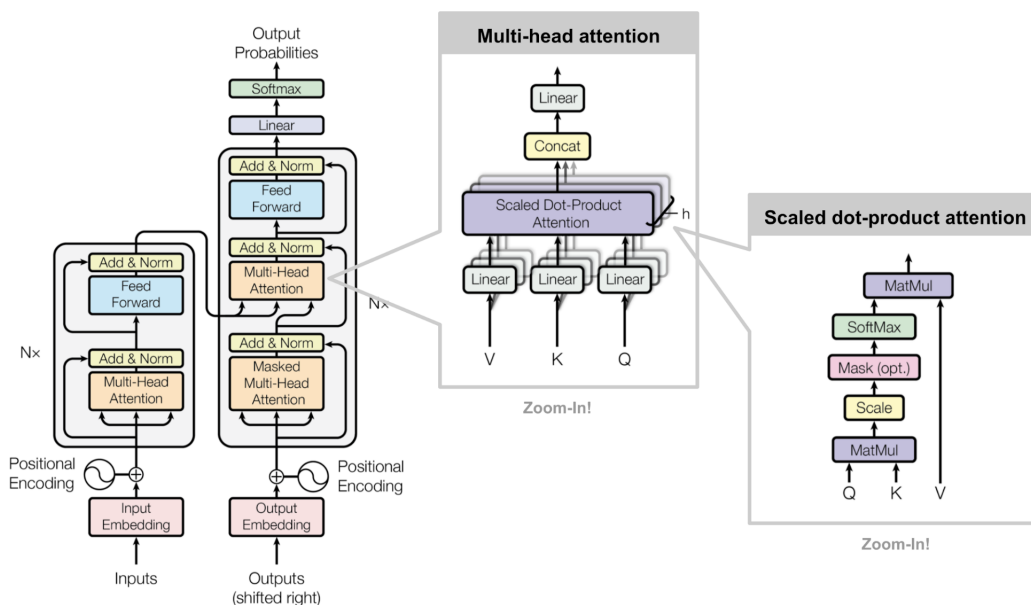 Output
Probabilities
Softmax
Linear
Add & Norm
Feed
Forward
Add & Norm
Multi-Head
Attention
Nx
Add & Norm
Masked
Multi-Head
Attention
Add & Norm
Feed
Forward
Nx
Add & Norm
Multi-Head
Attention
Positional
Encoding
Positional
Encoding
Input
Embedding
Output
Embedding
Inputs
Outputs
(shifted right)
Multi-head attention
Linear
Concat
Scaled Dot-Product
Attention
h
Linear
Linear
Linear
V
K
Q
Zoom-In!
Scaled dot-product attention
MatMul
SoftMax
Mask (opt.)
Scale
MatMul
Q
K
V
Zoom-In!